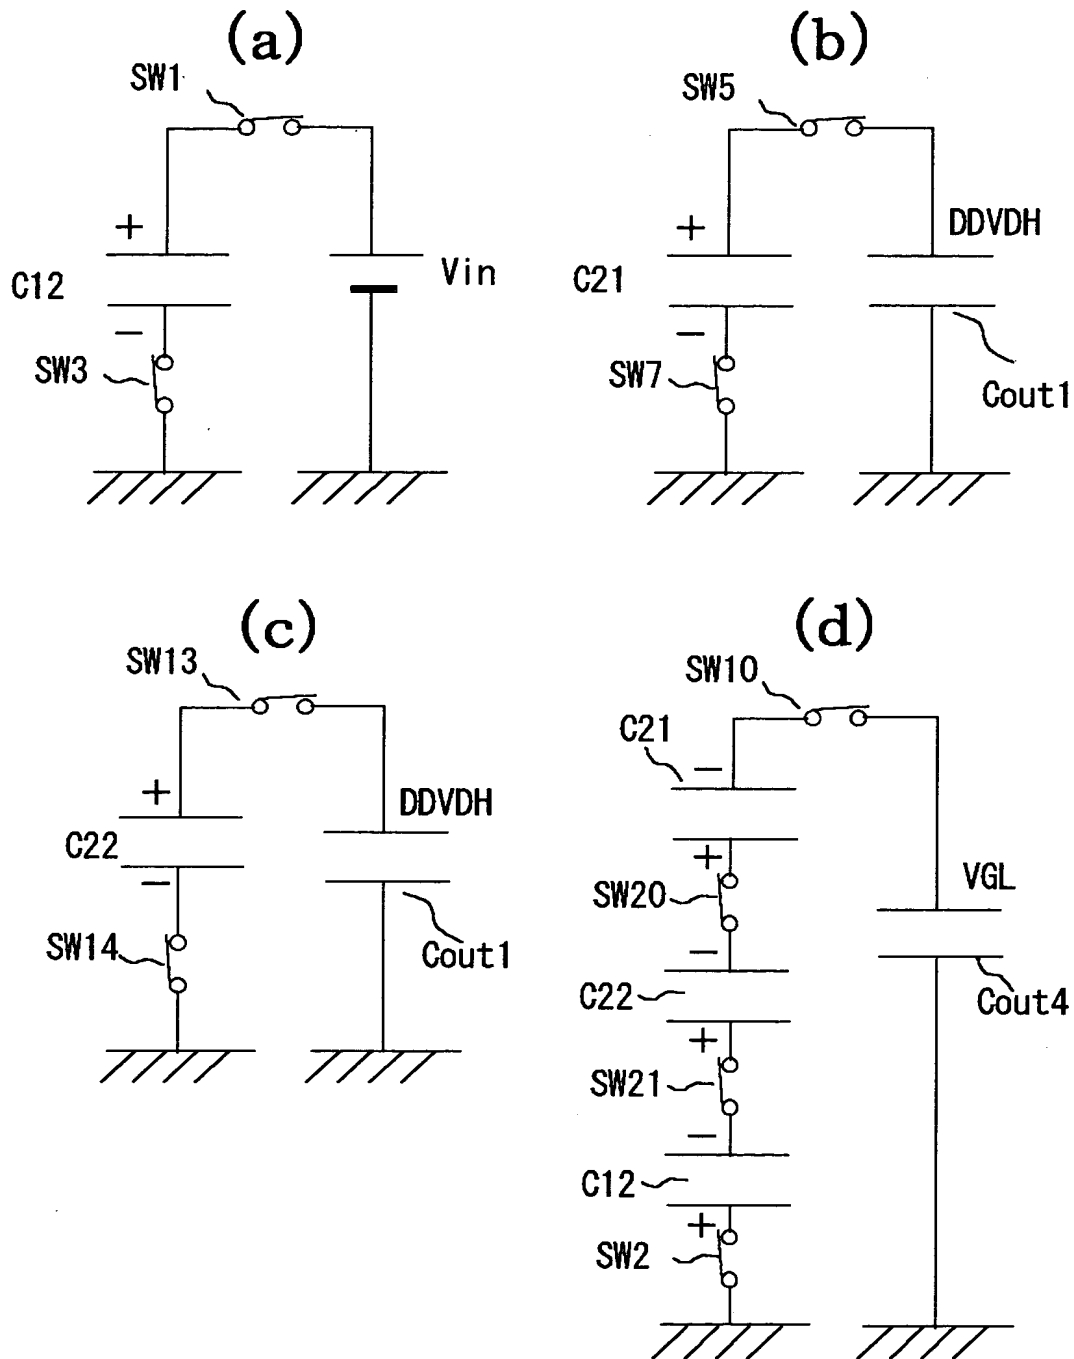 (a)
SW1
+
C12
Vin
−
SW3
(b)
SW5
+
DDVDH
C21
−
SW7
Cout1
(c)
SW13
+
DDVDH
C22
−
SW14
Cout1
(d)
SW10
C21
−
+
SW20
VGL
−
C22
Cout4
+
SW21
−
C12
+
SW2